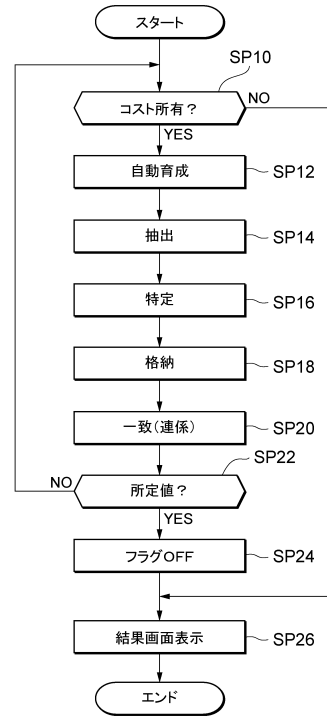 スタート
SP10
コスト所有？
NO
YES
自動育成
SP12
抽出
SP14
特定
SP16
格納
SP18
一致(連係)
SP20
SP22
所定値？
NO
YES
フラグOFF
SP24
結果画面表示
SP26
エンド